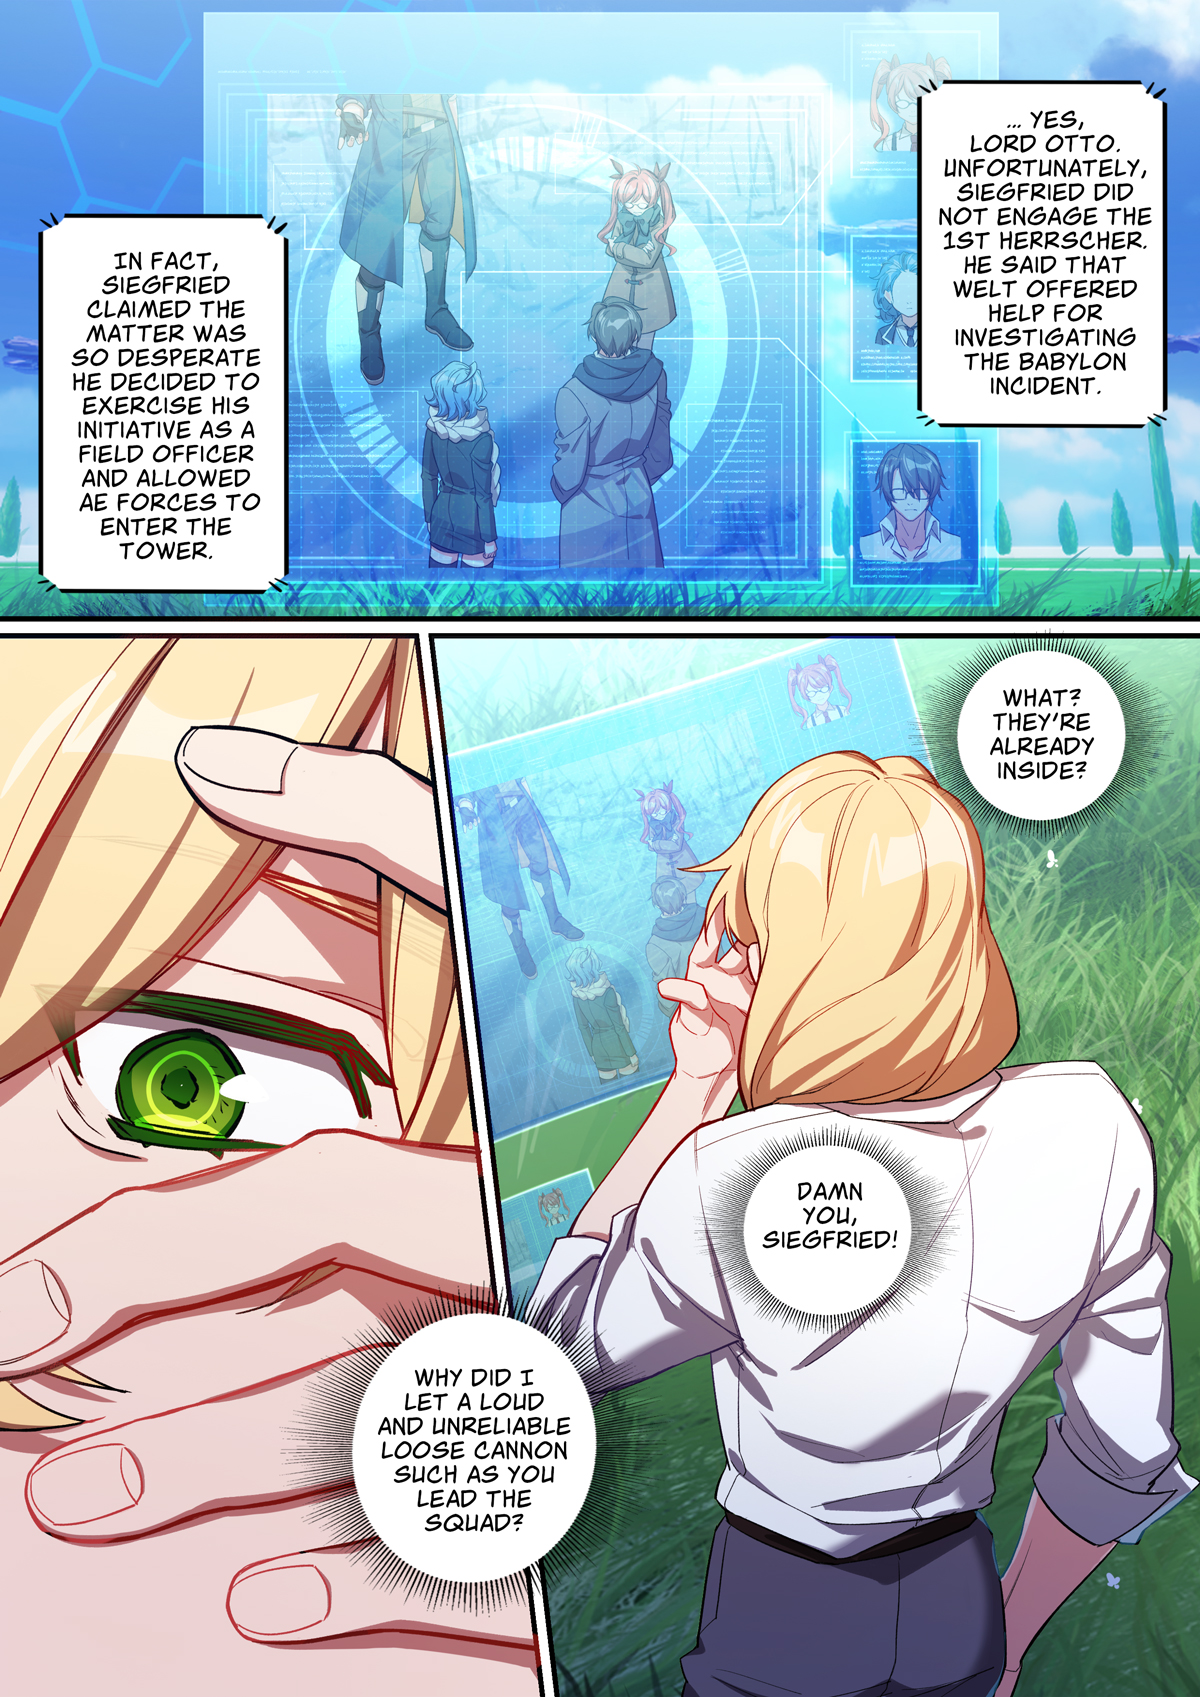 ... YES,
LORD OTTO.
UNFORTUNATELY,
SIEGFRIED DID
NOT ENGAGE THE
1ST HERRSCHER.
HE SAID THAT
WELT OFFERED
HELP FOR
INVESTIGATING
THE BABYLON
INCIDENT.
IN FACT,
SIEGFRIED
CLAIMED THE
MATTER WAS
SO DESPERATE
HE DECIDED TO
EXERCISE HIS
INITIATIVE AS A
FIELD OFFICER
AND ALLOWED
AE FORCES TO
ENTER THE
TOWER.
WHAT?
THEY'RE
ALREADY
INSIDE?
DAMN
YOU,
SIEGFRIED!
WHY DID I
LET A LOUD
AND UNRELIABLE
LOOSE CANNON
SUCH AS YOU
LEAD THE
SQUAD?